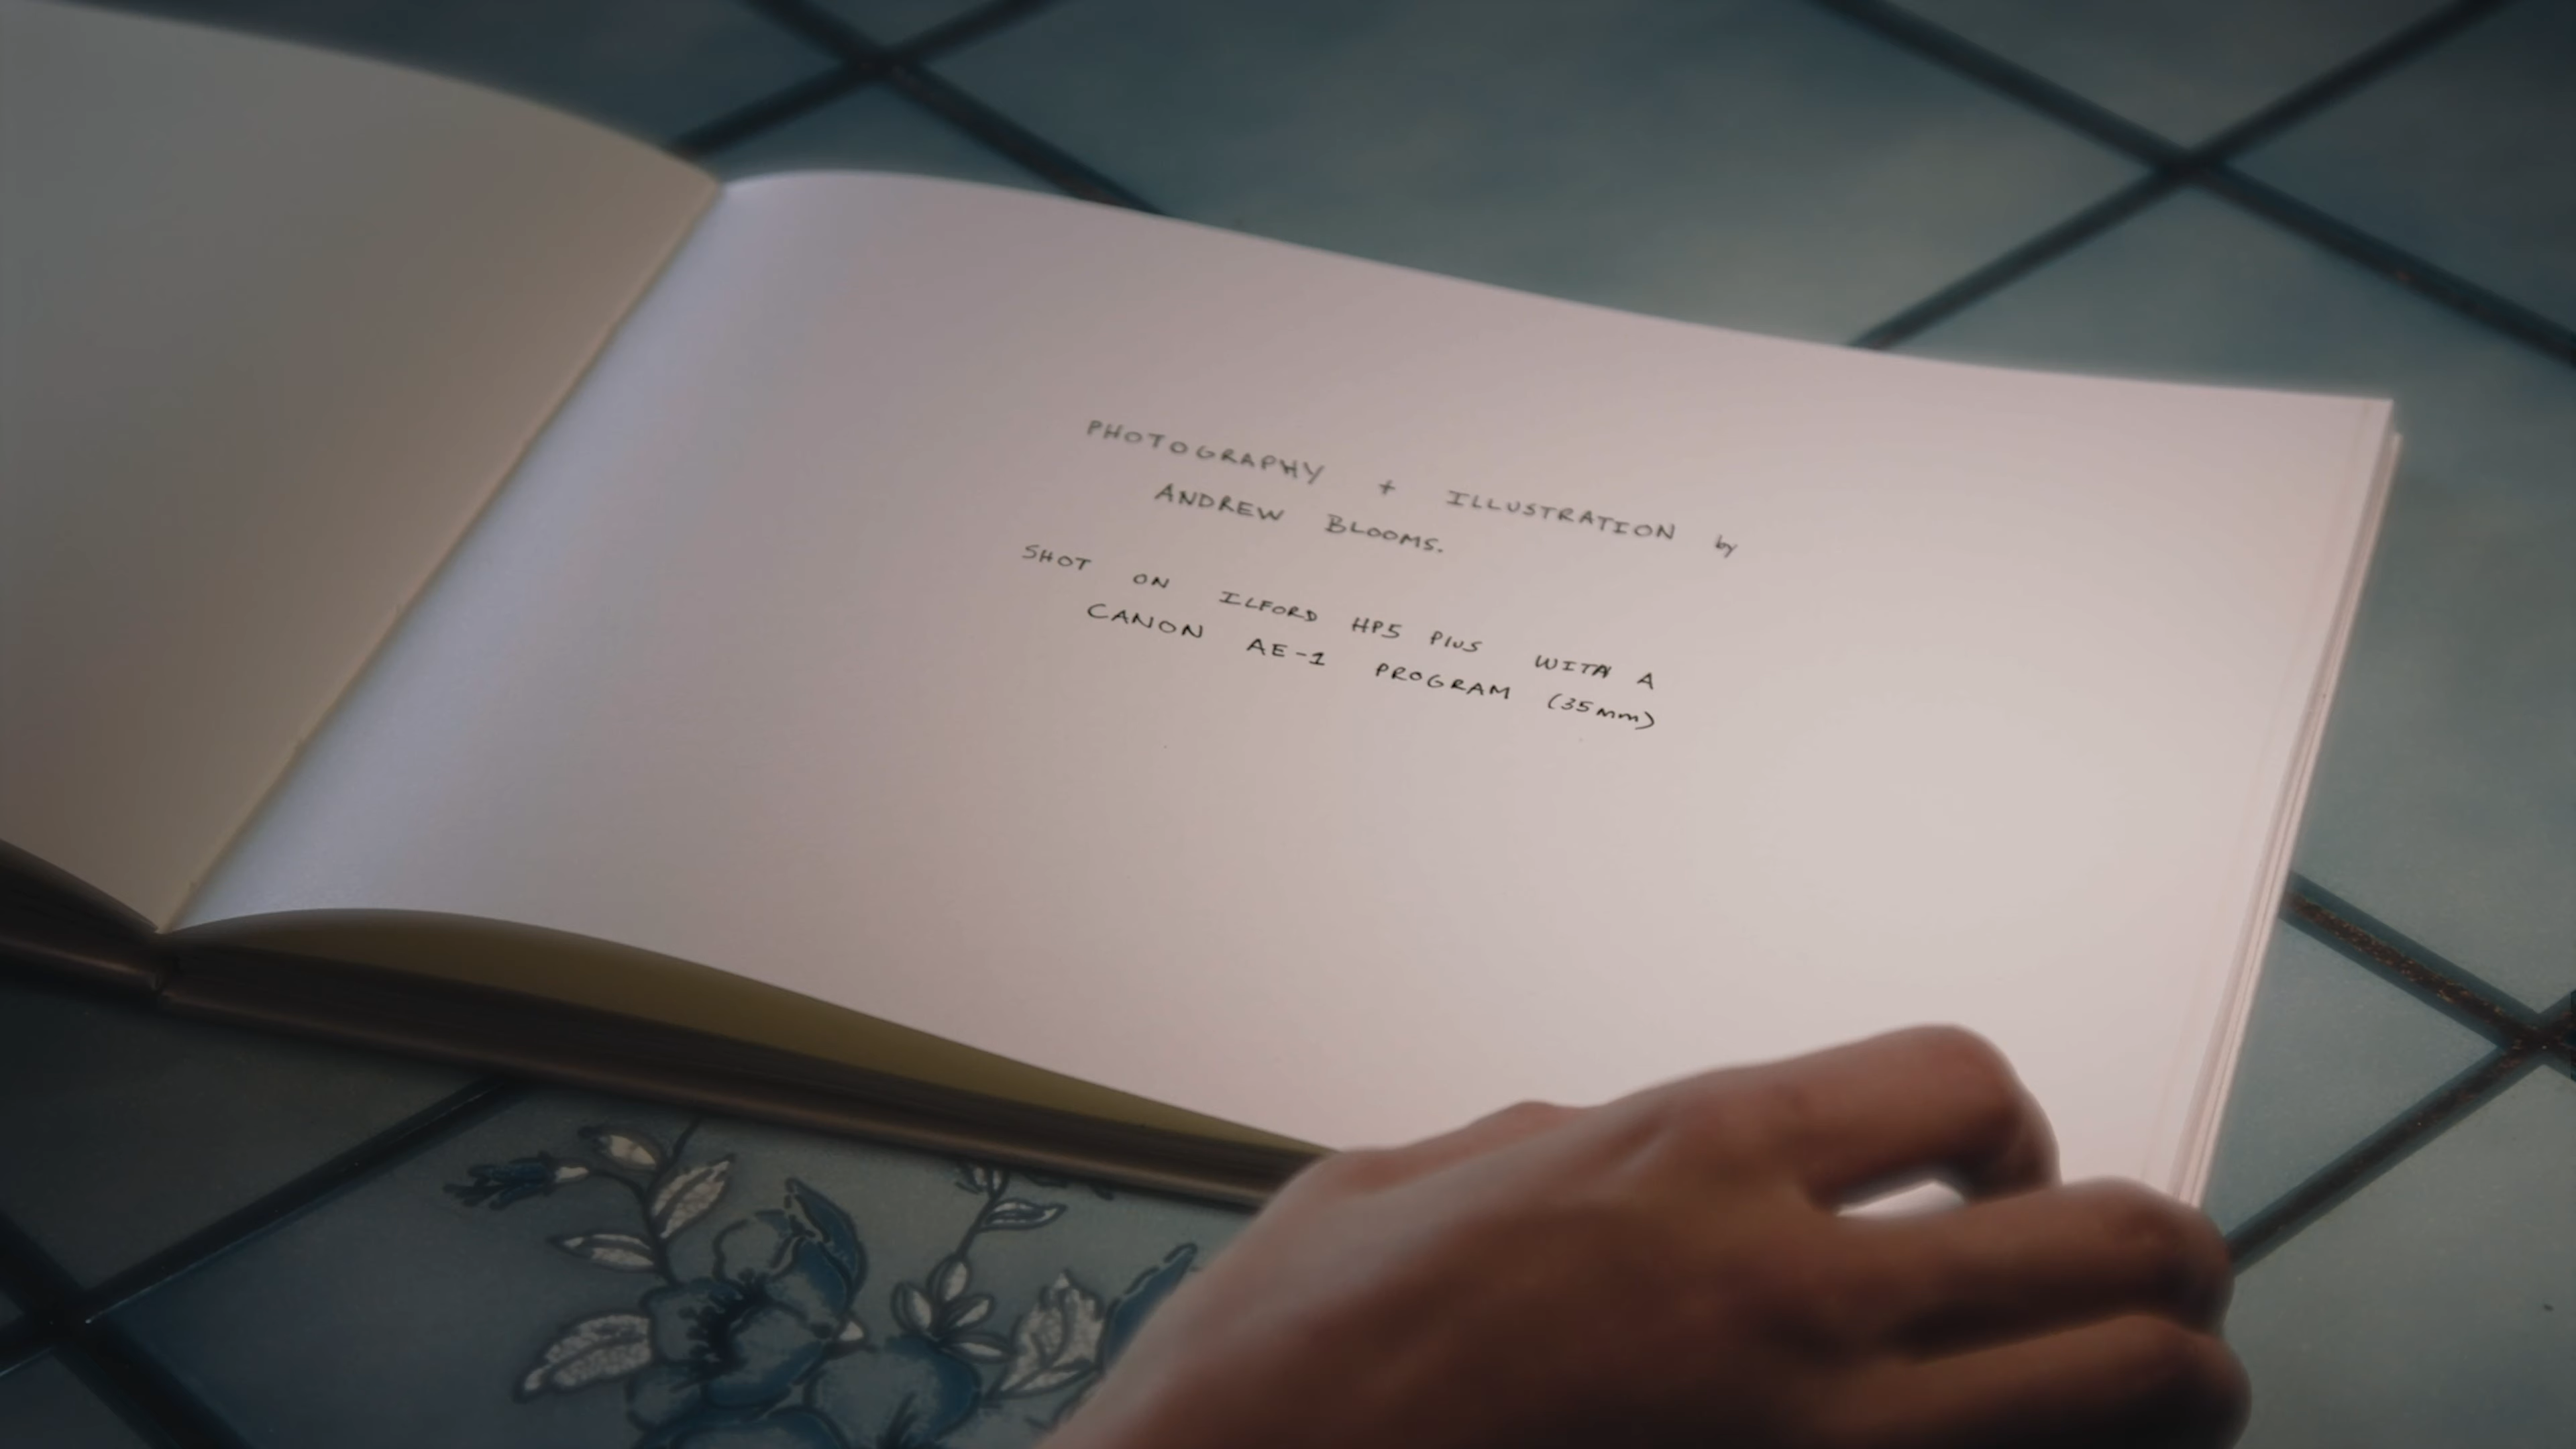 PHOTOGRAPHY + ILLUSTRATION by
ANDREW BLOOMS.
SHOT ON ILFORD HP5 PLUS WITH A
CANON AE-1 PROGRAM (35mm)